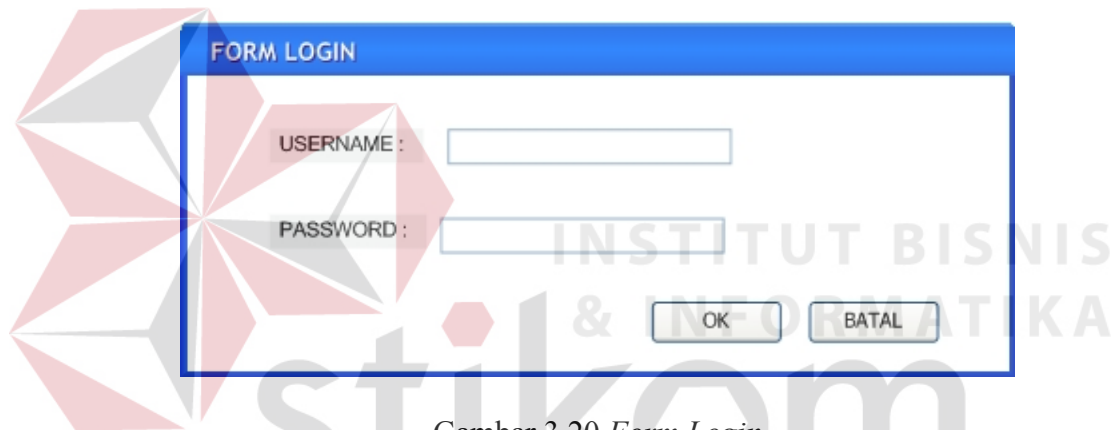 FORM LOGIN
USERNAME :
PASSWORD :
INSTITUT BISNIS
& INFORMATIKA
OK BATAL
stikom
Gambar 3.20 Form Login